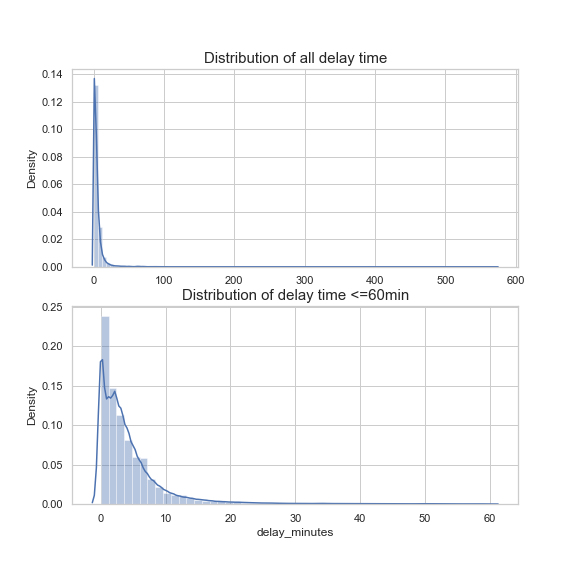 Distribution of all delay time
0.14
0.12
0.10
0.08
0.06
0.04
0.02
0.00
Density
0 100 200 300 400 500 600
Distribution of delay time <=60min
0.25
0.20
0.15
0.10
0.05
0.00
Density
0 10 20 30 40 50 60
delay_minutes